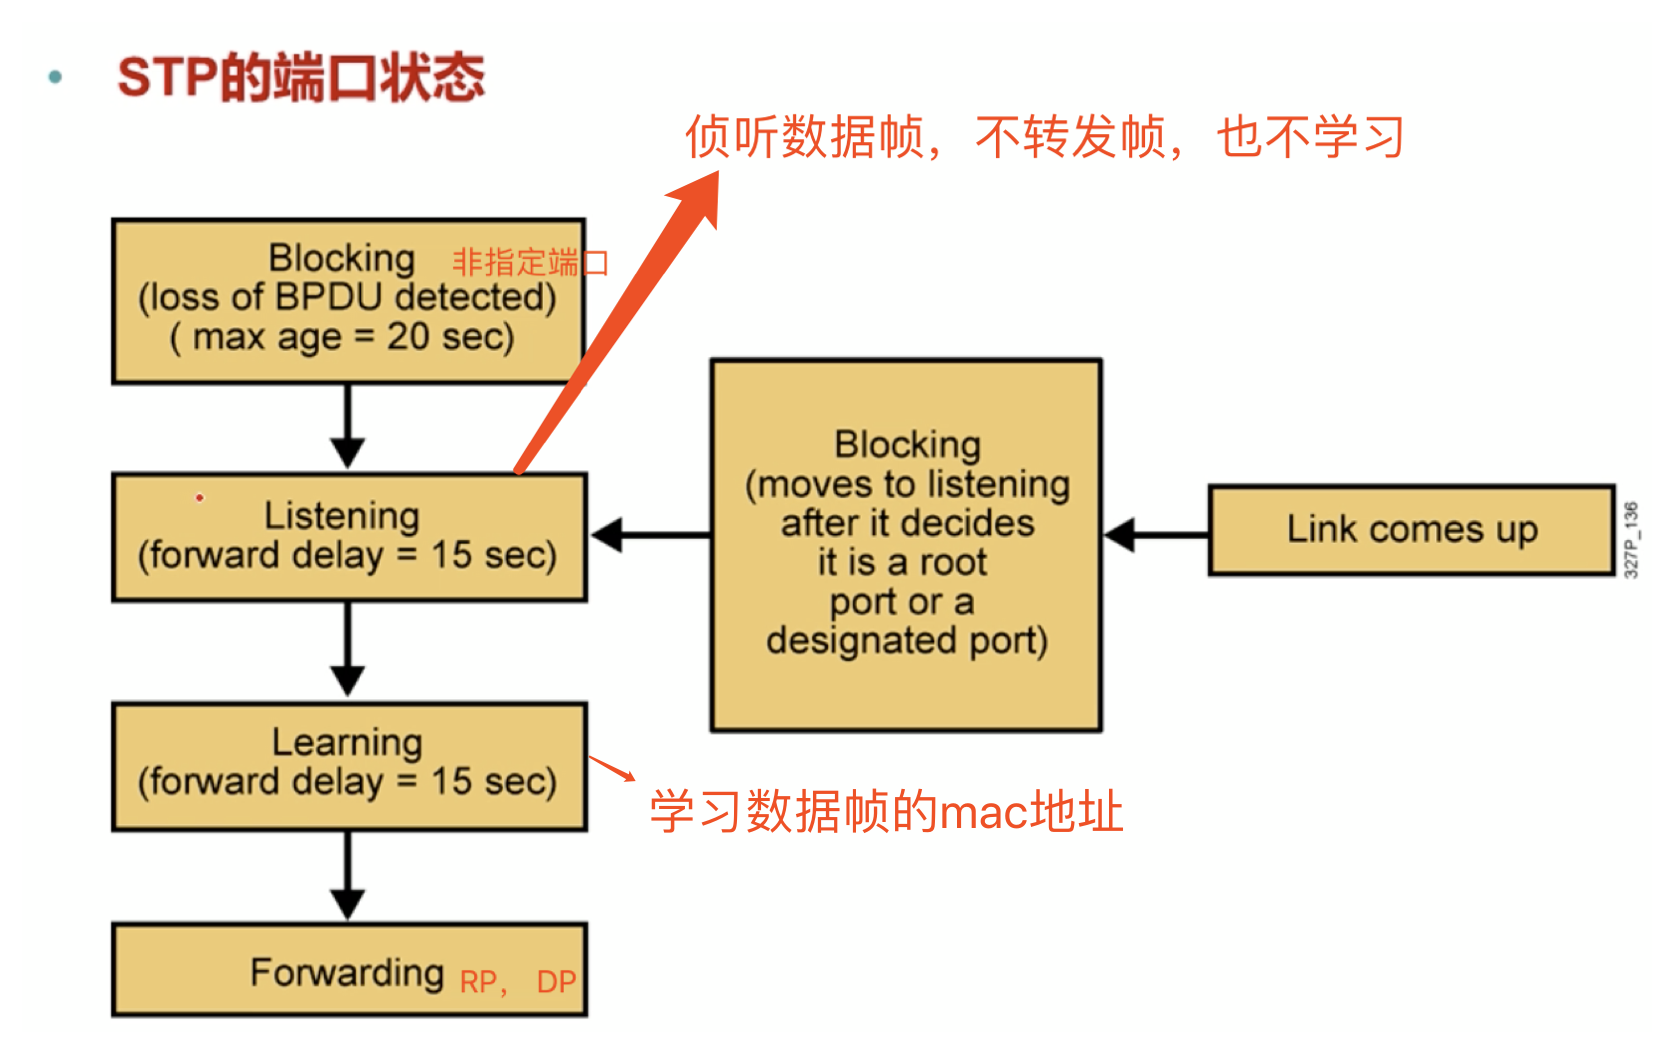 STP的端口状态
侦听数据帧，不转发帧，也不学习
Blocking 非指定端口
(loss of BPDU detected)
( max age = 20 sec)
Listening
(forward delay = 15 sec)
Blocking
(moves to listening
after it decides
it is a root
port or a
designated port)
Link comes up
327P_136
Learning
(forward delay = 15 sec)
学习数据帧的mac地址
Forwarding RP， DP